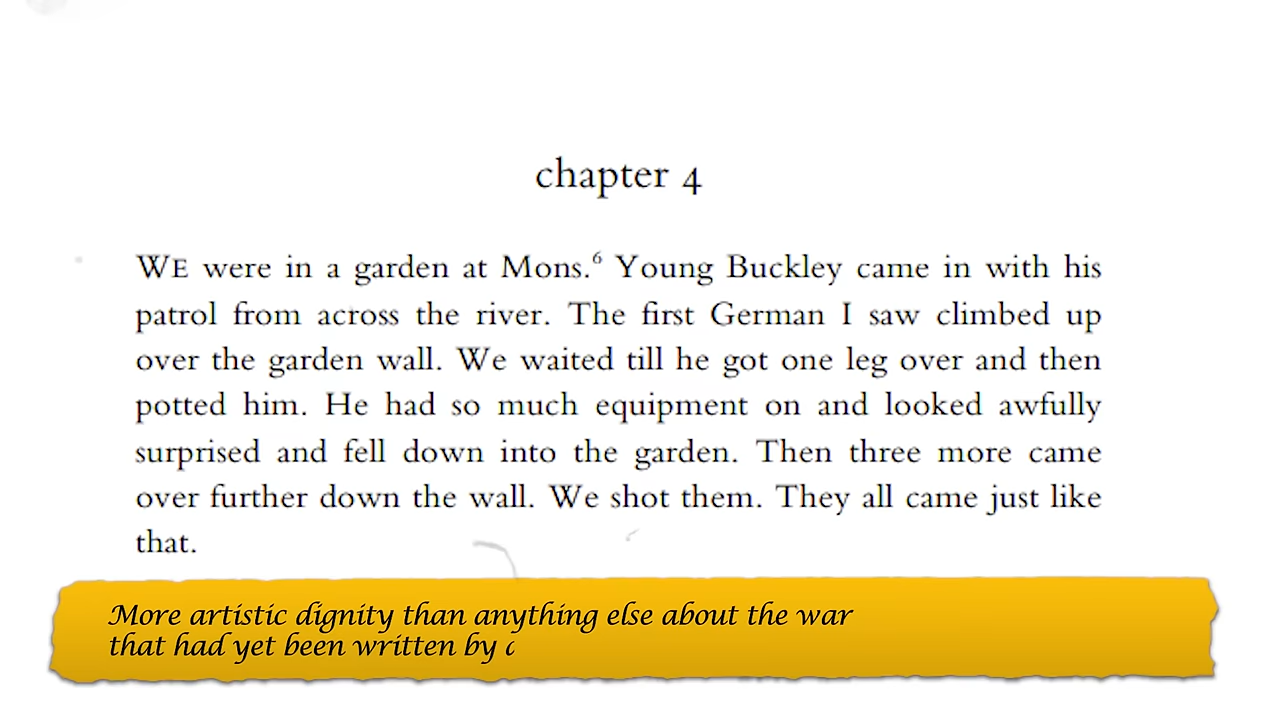 chapter 4
WE were in a garden at Mons.⁶ Young Buckley came in with his
patrol from across the river. The first German I saw climbed up
over the garden wall. We waited till he got one leg over and then
potted him. He had so much equipment on and looked awfully
surprised and fell down into the garden. Then three more came
over further down the wall. We shot them. They all came just like
that.
More artistic dignity than anything else about the war
that had yet been written by